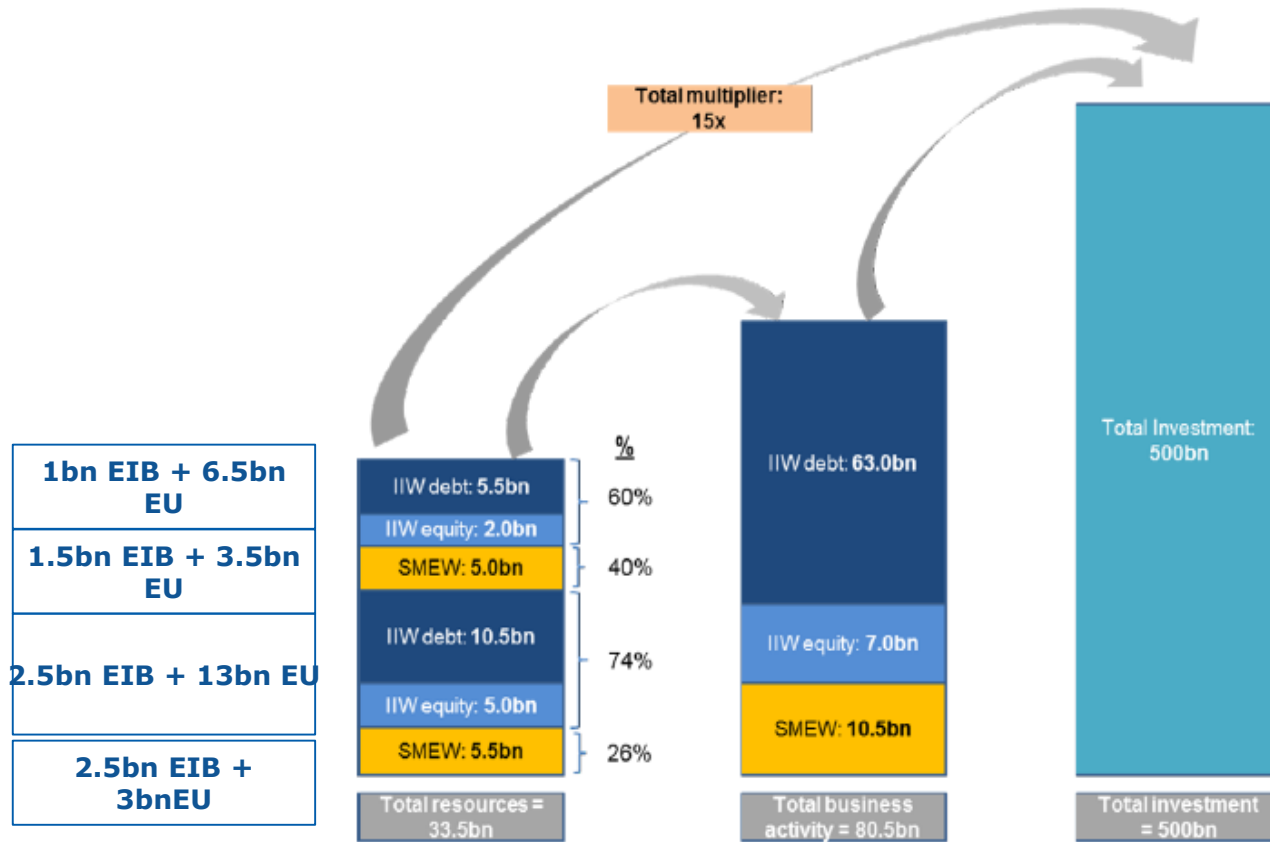 Total multiplier:
15x
1bn EIB + 6.5bn
EU
1.5bn EIB + 3.5bn
EU
2.5bn EIB + 13bn EU
2.5bn EIB +
3bnEU
IIW debt: 5.5bn
IIW equity: 2.0bn
SMEW: 5.0bn
IIW debt: 10.5bn
IIW equity: 5.0bn
SMEW: 5.5bn
%
60%
40%
74%
26%
IIW debt: 63.0bn
IIW equity: 7.0bn
SMEW: 10.5bn
Total Investment:
500bn
Total resources =
33.5bn
Total business
activity = 80.5bn
Total investment
= 500bn